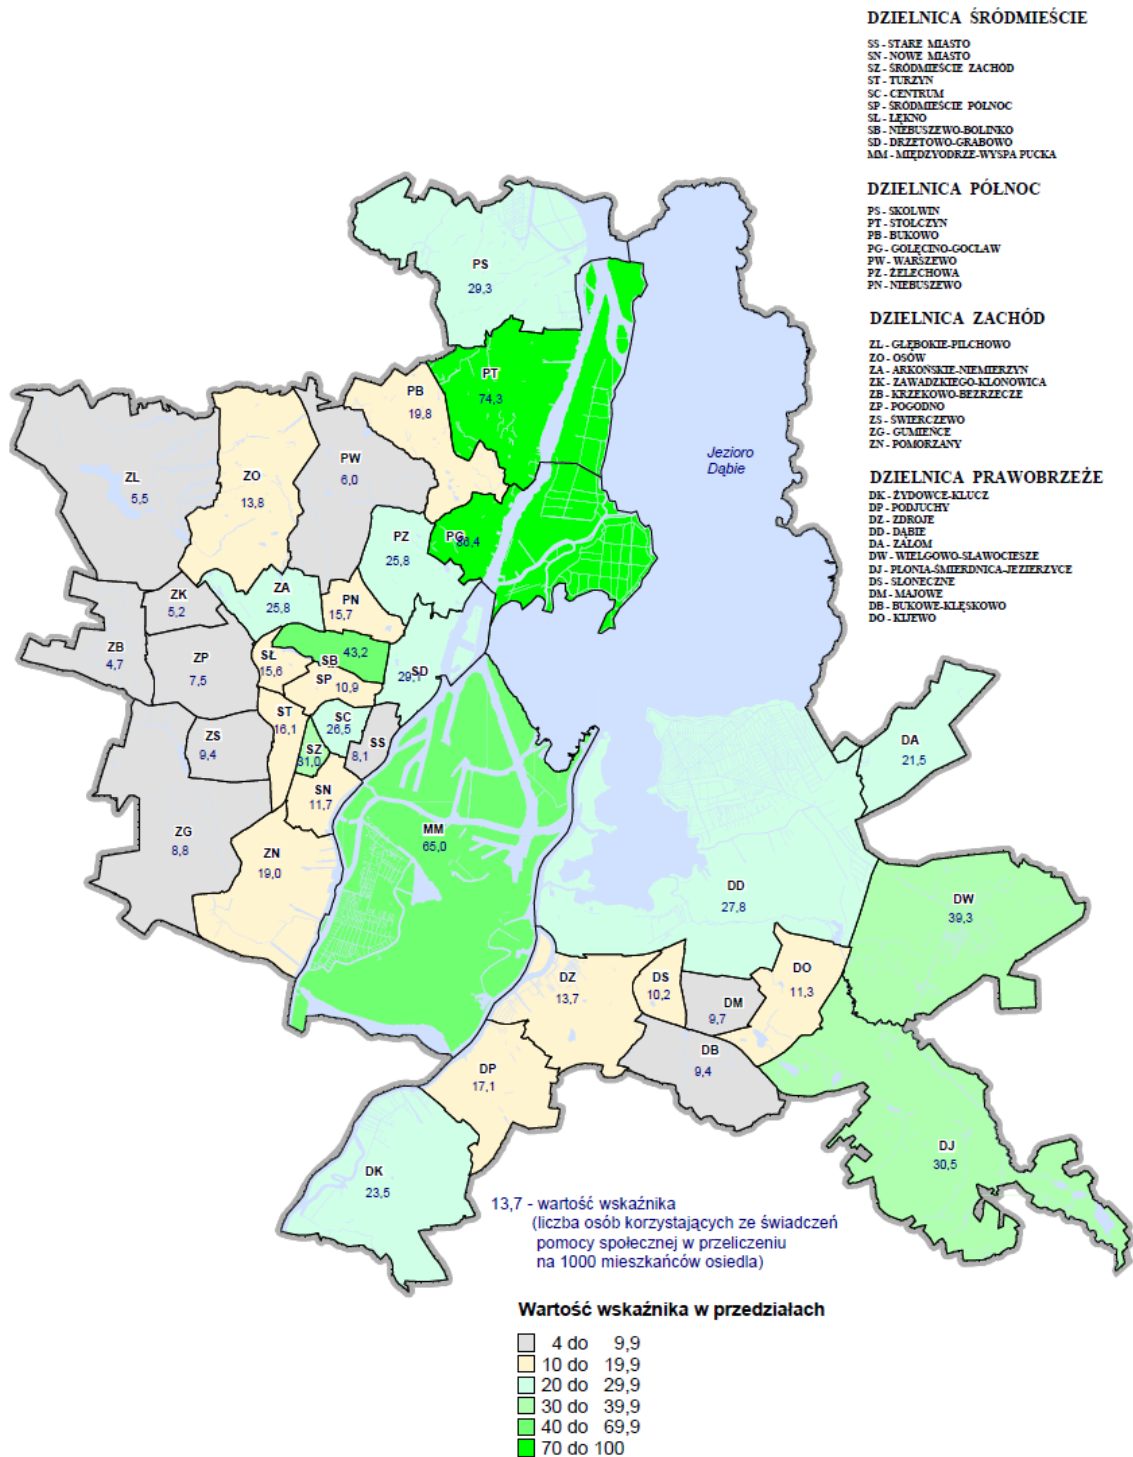 DZIELNICA ŚRÓDMIEŚCIE
SS - STARE MIASTO
SN - NOWE MIASTO
SZ - ŚRÓDMIEŚCIE ZACHÓD
ST - TURZYN
SC - CENTRUM
SP - ŚRÓDMIEŚCIE PÓŁNOC
SŁ - ŁĘKNO
SB - NIEBUSZEWO-BOLINKO
SD - DRZETOWO-GRABOWO
MM - MIĘDZYODRZE-WYSPA PUCKA
DZIELNICA PÓŁNOC
PS - SKOLWIN
PT - STOŁCZYN
PB - BUKOWO
PG - GOLĘCINO-GOCŁAW
PW - WARSZEWO
PZ - ŻELECHOWA
PN - NIEBUSZEWO
DZIELNICA ZACHÓD
ZL - GŁĘBOKIE-PILCHOWO
ZO - OSÓW
ZA - ARKOŃSKIE-NIEMIERZYN
ZK - ZAWADZKIEGO-KLONOWICA
ZB - KRZEKOWO-BEZRZECZE
ZP - POGODNO
ZS - ŚWIERCZEWO
ZG - GUMIEŃCE
ZN - POMORZANY
DZIELNICA PRAWOBRZEŻE
DK - ŻYDOWCE-KLUCZ
DP - PODJUCHY
DZ - ZDROJE
DD - DĄBIE
DA - ZAŁOM
DW - WIELGOWO-SŁAWOCIESZE
DJ - PŁONIA-ŚMIERDNICA-JEZIERZYCE
DS - SŁONECZNE
DM - MAJOWE
DB - BUKOWE-KLĘSKOWO
DO - KIJEWO
PS
29,3
PT
74,3
PB
19,8
Jezioro
Dąbie
PW
6,0
ZL
5,5
ZO
13,8
PG
86,4
PZ
25,8
ZK
5,2
ZA
25,8
PN
15,7
ZB
4,7
ZP
7,5
SŁ
15,6
SB
43,2
SP
10,9
SD
29,1
ST
16,1
SC
26,5
SZ
31,0
SS
8,1
ZS
9,4
SN
11,7
DA
21,5
ZG
8,8
ZN
19,0
MM
65,0
DD
27,8
DW
39,3
DZ
13,7
DS
10,2
DO
11,3
DM
9,7
DB
9,4
DP
17,1
DJ
30,5
DK
23,5
13,7 - wartość wskaźnika
(liczba osób korzystających ze świadczeń
pomocy społecznej w przeliczeniu
na 1000 mieszkańców osiedla)
Wartość wskaźnika w przedziałach
4 do 9,9
10 do 19,9
20 do 29,9
30 do 39,9
40 do 69,9
70 do 100